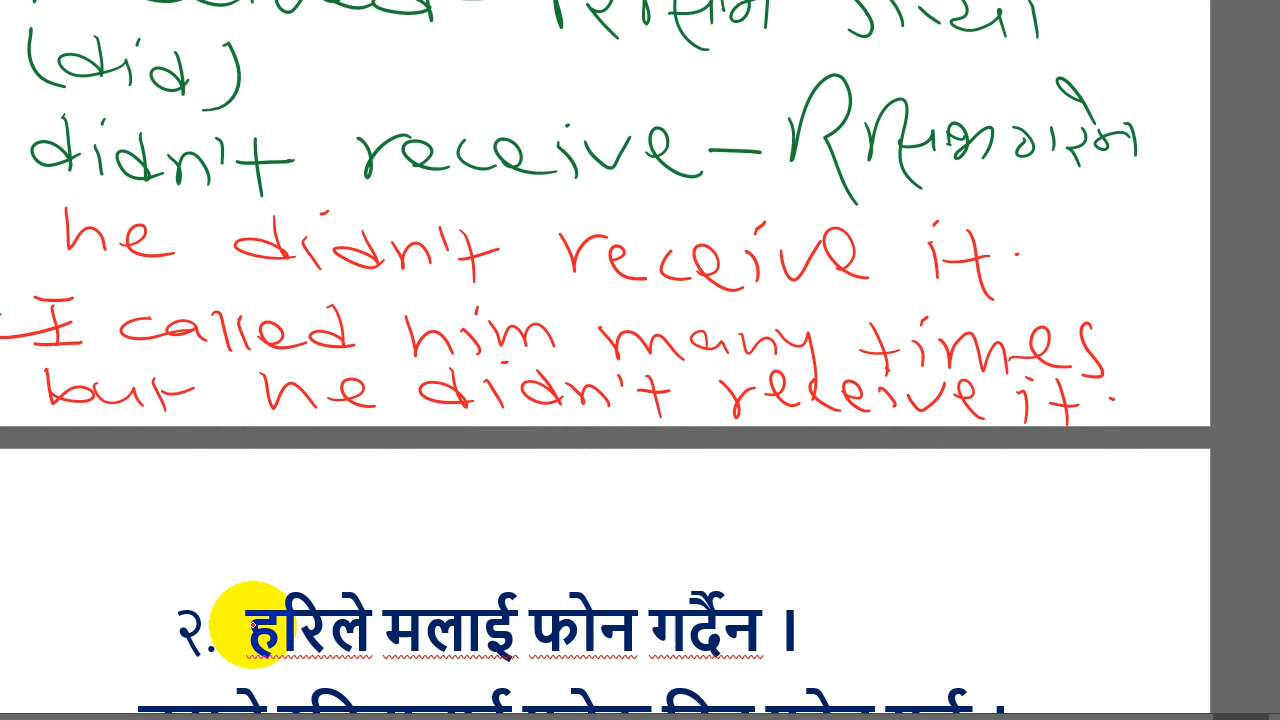 (did)
didn't receive – रिसिभ गरेन
he didn't receive it.
I called him many times
but he didn't receive it.
२. हरिले मलाई फोन गर्दैन ।